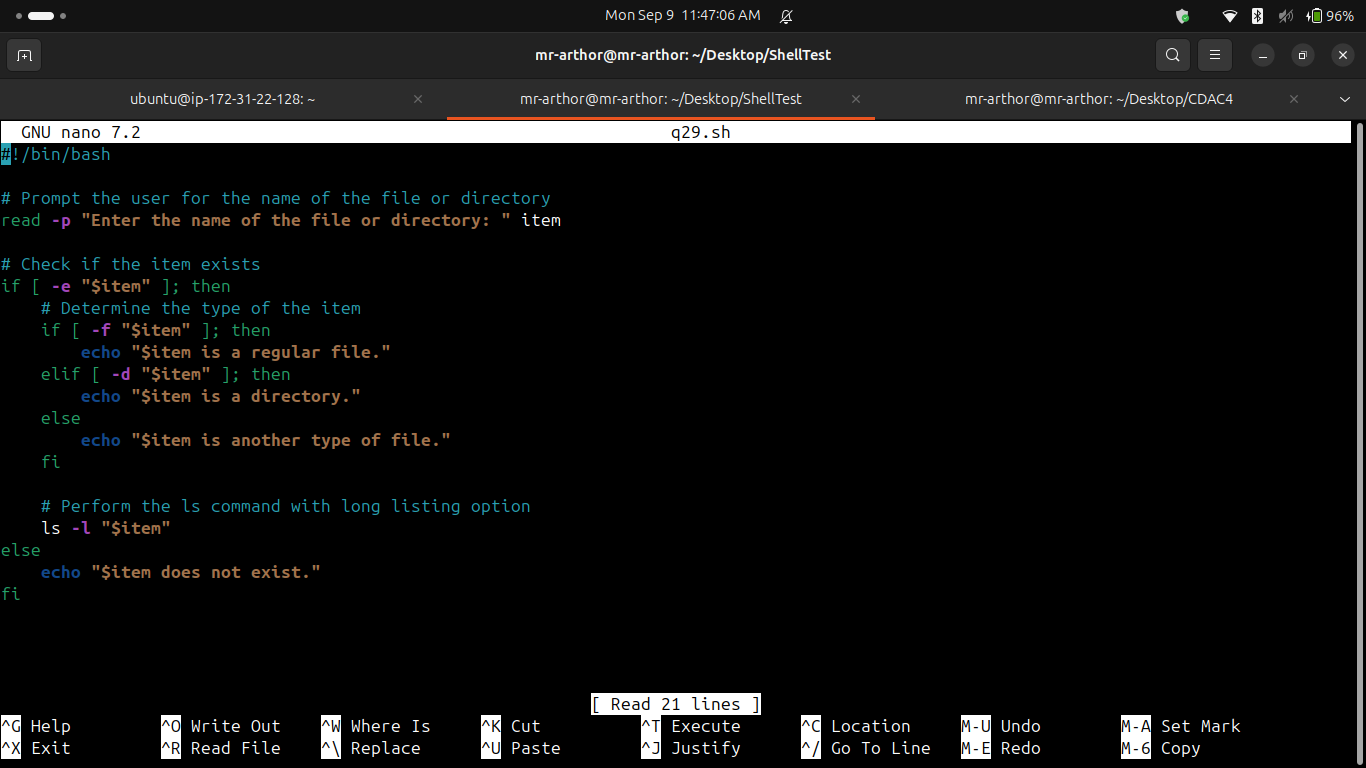 Mon Sep 9 11:47:06 AM
96%
mr-arthor@mr-arthor: ~/Desktop/ShellTest
ubuntu@ip-172-31-22-128: ~ × mr-arthor@mr-arthor: ~/Desktop/ShellTest × mr-arthor@mr-arthor: ~/Desktop/CDAC4 ×
GNU nano 7.2 q29.sh
#!/bin/bash

# Prompt the user for the name of the file or directory
read -p "Enter the name of the file or directory: " item

# Check if the item exists
if [ -e "$item" ]; then
    # Determine the type of the item
    if [ -f "$item" ]; then
        echo "$item is a regular file."
    elif [ -d "$item" ]; then
        echo "$item is a directory."
    else
        echo "$item is another type of file."
    fi

    # Perform the ls command with long listing option
    ls -l "$item"
else
    echo "$item does not exist."
fi
[ Read 21 lines ]
^G Help ^O Write Out ^W Where Is ^K Cut ^T Execute ^C Location M-U Undo M-A Set Mark
^X Exit ^R Read File ^\ Replace ^U Paste ^J Justify ^/ Go To Line M-E Redo M-6 Copy